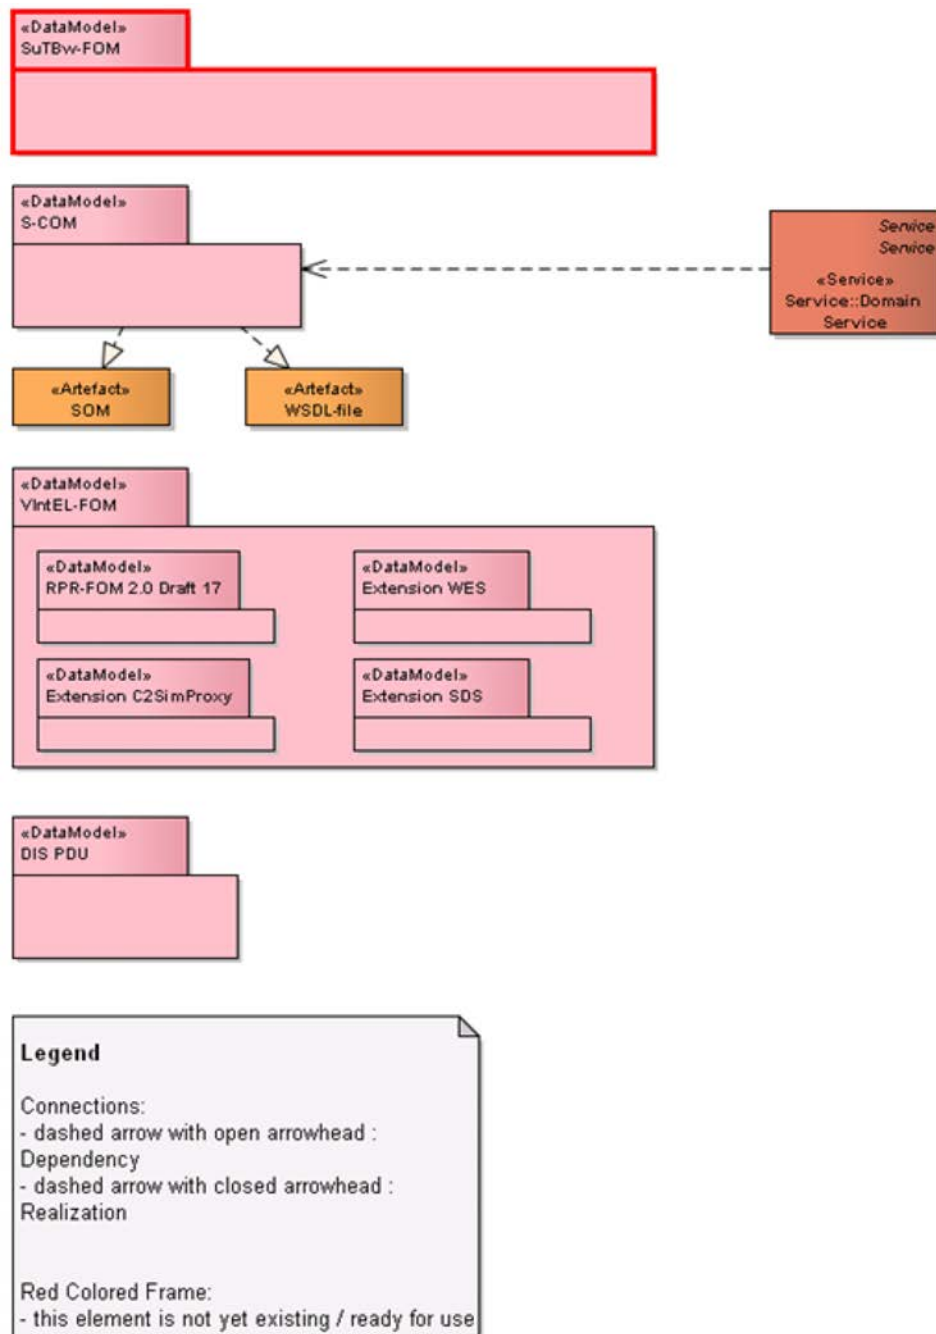 «DataModel»
SuTBw-FOM
«DataModel»
S-COM
Service
Service
«Service»
Service::Domain
Service
«Artefact»
SOM
«Artefact»
WSDL-file
«DataModel»
VIntEL-FOM
«DataModel»
RPR-FOM 2.0 Draft 17
«DataModel»
Extension WES
«DataModel»
Extension C2SimProxy
«DataModel»
Extension SDS
«DataModel»
DIS PDU
Legend
Connections:
- dashed arrow with open arrowhead :
Dependency
- dashed arrow with closed arrowhead :
Realization
Red Colored Frame:
- this element is not yet existing / ready for use